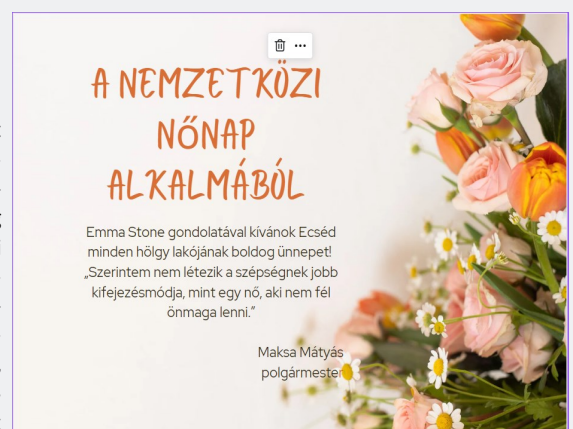 A NEMZETKÖZI
NŐNAP
ALKALMÁBÓL
Emma Stone gondolatával kívánok Ecséd
minden hölgy lakójának boldog ünnepet!
„Szerintem nem létezik a szépségnek jobb
kifejezésmódja, mint egy nő, aki nem fél
önmaga lenni.”
Maksa Mátyás
polgármester